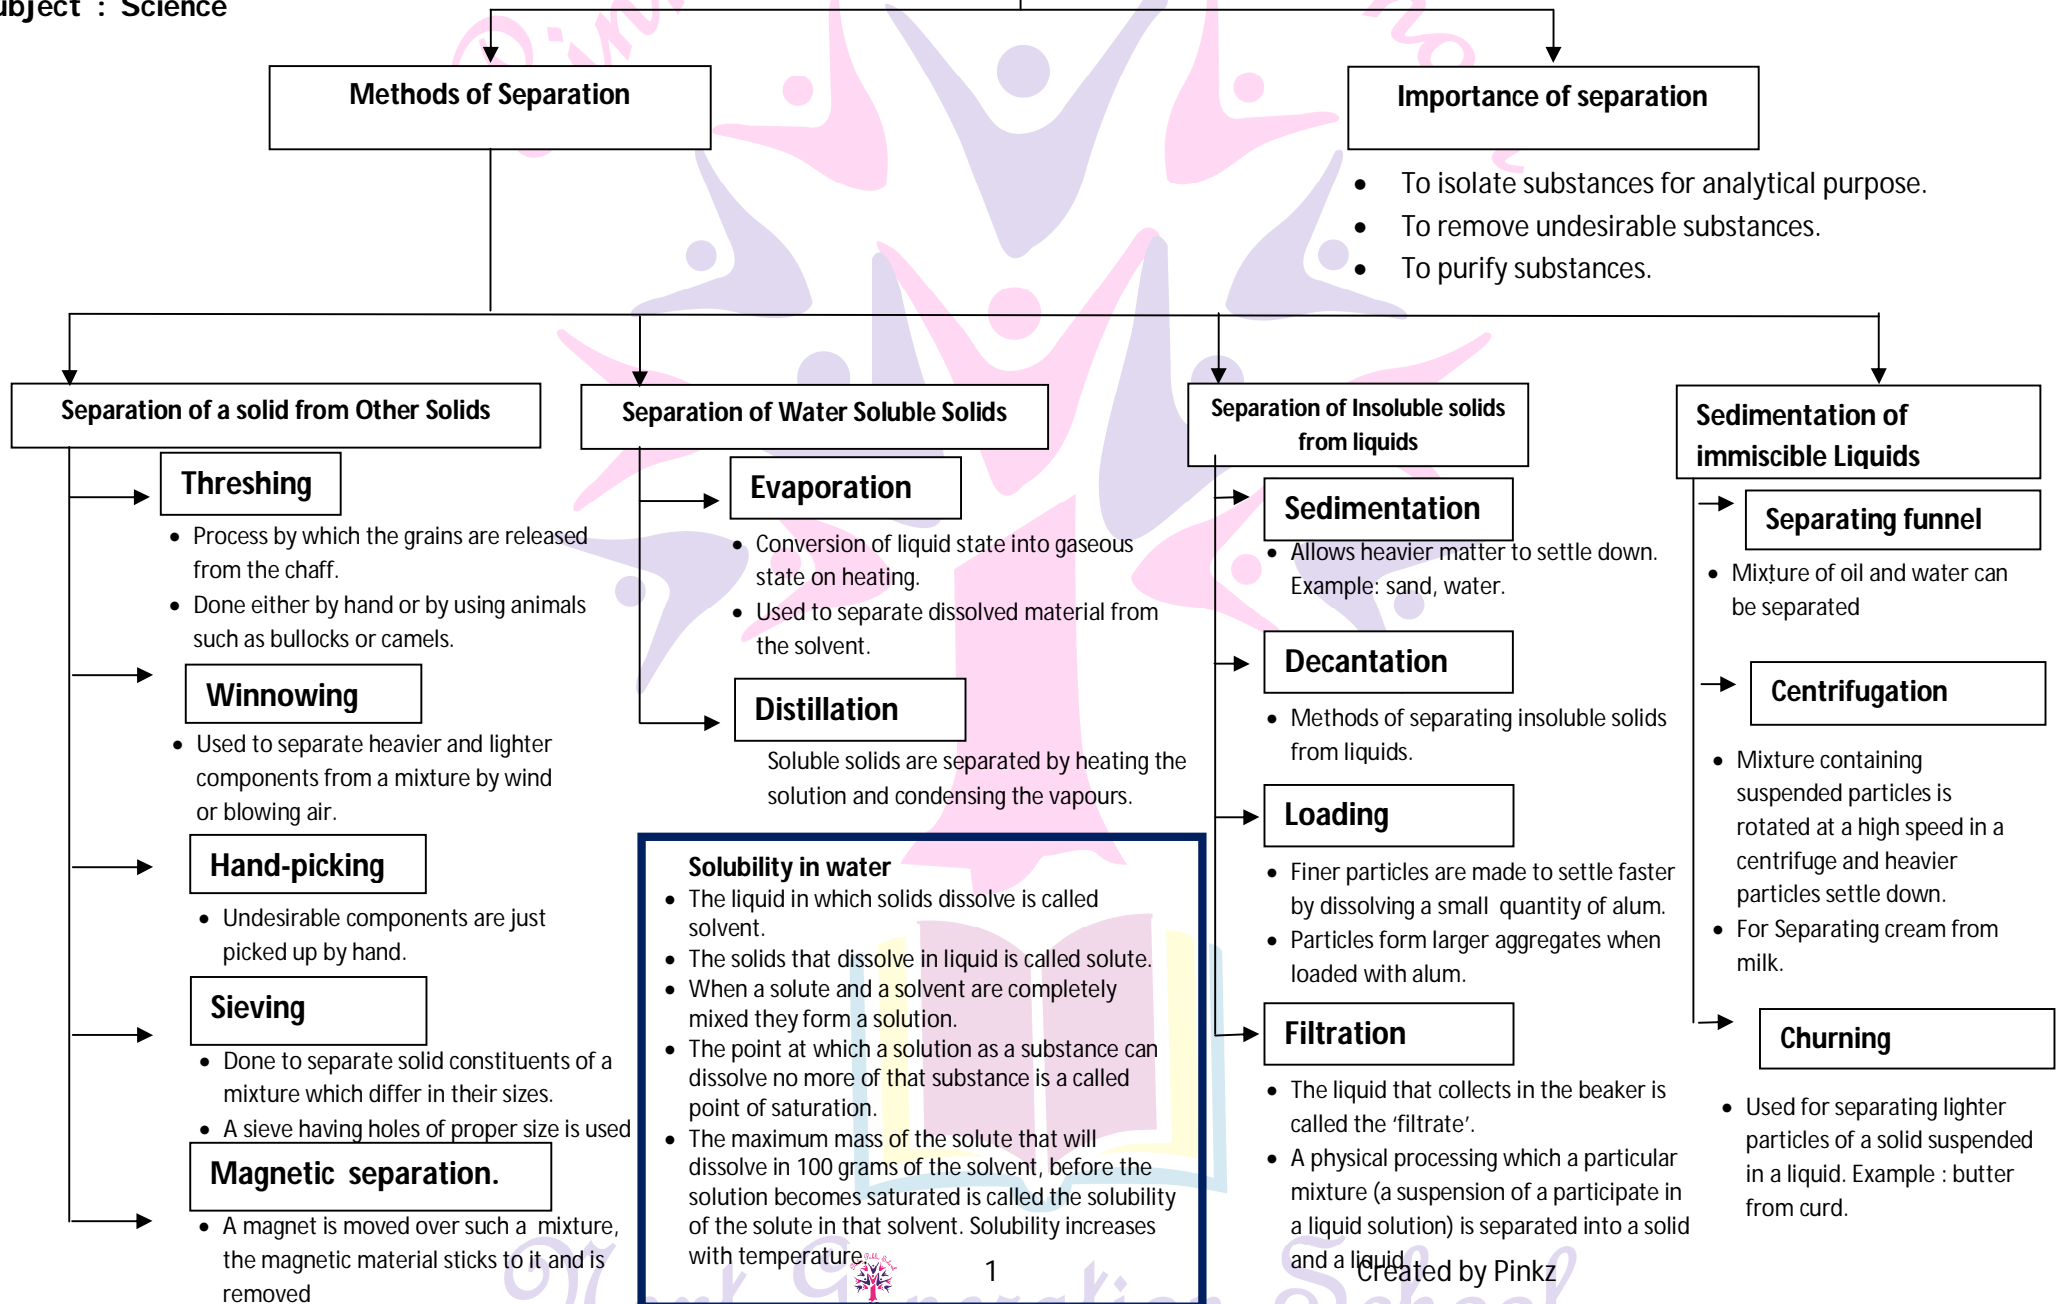 Subject : Science
Methods of Separation
Importance of separation
• To isolate substances for analytical purpose.
• To remove undesirable substances.
• To purify substances.
Separation of a solid from Other Solids
Threshing
• Process by which the grains are released
from the chaff.
• Done either by hand or by using animals
such as bullocks or camels.
Winnowing
• Used to separate heavier and lighter
components from a mixture by wind
or blowing air.
Hand-picking
• Undesirable components are just
picked up by hand.
Sieving
• Done to separate solid constituents of a
mixture which differ in their sizes.
• A sieve having holes of proper size is used
Magnetic separation.
• A magnet is moved over such a mixture,
the magnetic material sticks to it and is
removed
Separation of Water Soluble Solids
Evaporation
• Conversion of liquid state into gaseous
state on heating.
• Used to separate dissolved material from
the solvent.
Distillation
Soluble solids are separated by heating the
solution and condensing the vapours.
Solubility in water
• The liquid in which solids dissolve is called
solvent.
• The solids that dissolve in liquid is called solute.
• When a solute and a solvent are completely
mixed they form a solution.
• The point at which a solution as a substance can
dissolve no more of that substance is a called
point of saturation.
• The maximum mass of the solute that will
dissolve in 100 grams of the solvent, before the
solution becomes saturated is called the solubility
of the solute in that solvent. Solubility increases
with temperature.
Separation of Insoluble solids
from liquids
Sedimentation
• Allows heavier matter to settle down.
Example: sand, water.
Decantation
• Methods of separating insoluble solids
from liquids.
Loading
• Finer particles are made to settle faster
by dissolving a small quantity of alum.
• Particles form larger aggregates when
loaded with alum.
Filtration
• The liquid that collects in the beaker is
called the ‘filtrate’.
• A physical processing which a particular
mixture (a suspension of a participate in
a liquid solution) is separated into a solid
and a liquid
Sedimentation of
immiscible Liquids
Separating funnel
• Mixture of oil and water can
be separated
Centrifugation
• Mixture containing
suspended particles is
rotated at a high speed in a
centrifuge and heavier
particles settle down.
• For Separating cream from
milk.
Churning
• Used for separating lighter
particles of a solid suspended
in a liquid. Example : butter
from curd.
1
Created by Pinkz
Next Generation School